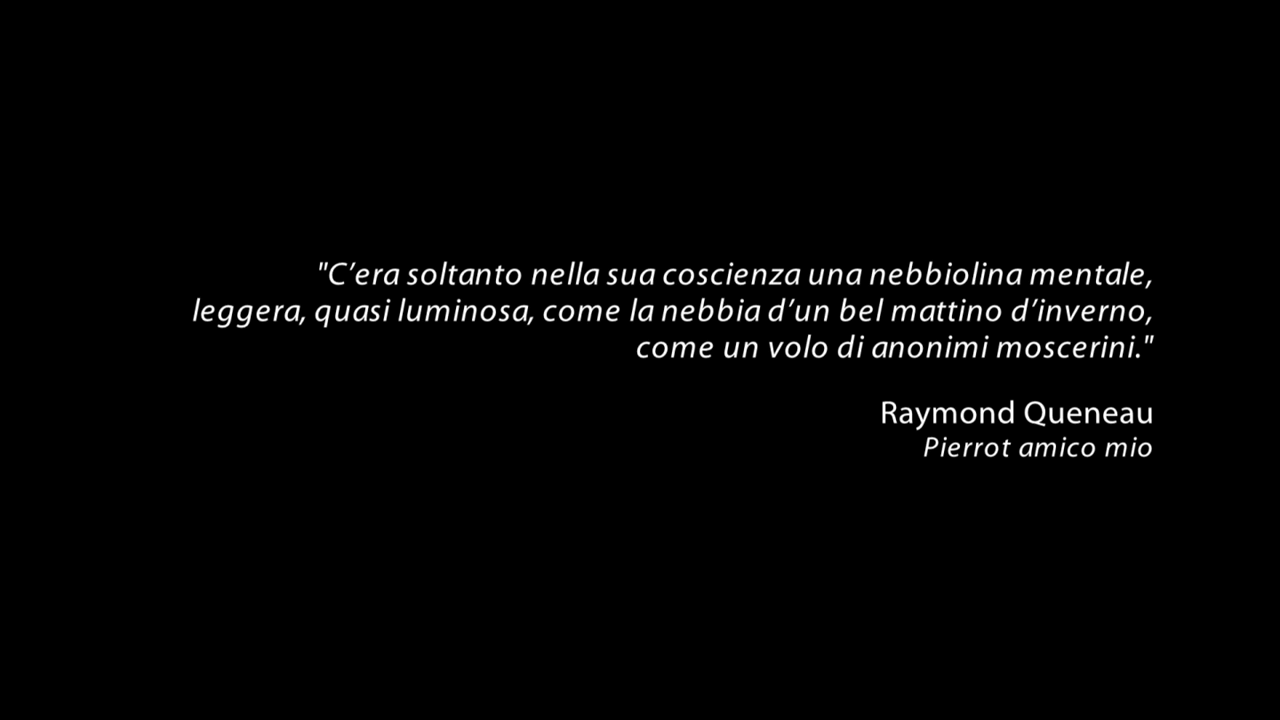 "C’era soltanto nella sua coscienza una nebbiolina mentale,
leggera, quasi luminosa, come la nebbia d’un bel mattino d’inverno,
come un volo di anonimi moscerini."
Raymond Queneau
Pierrot amico mio